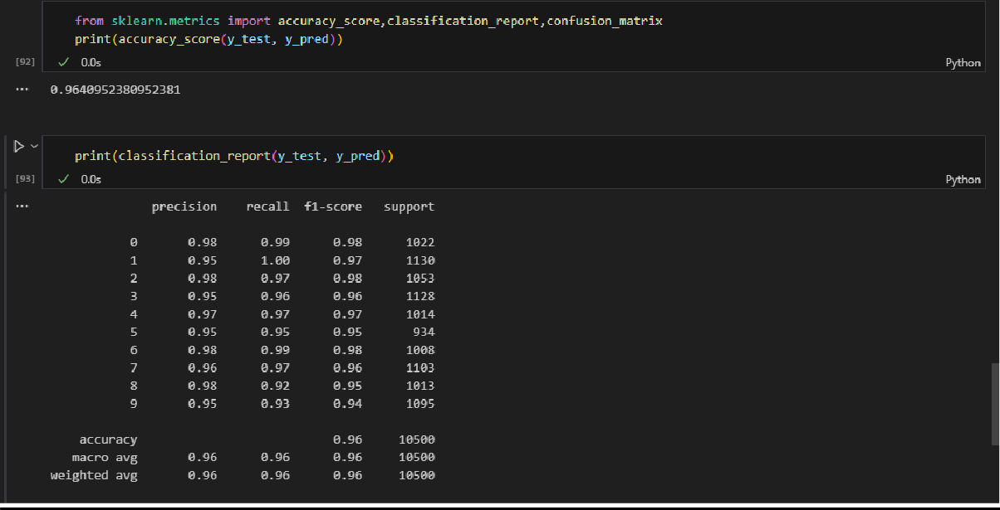 from sklearn.metrics import accuracy_score,classification_report,confusion_matrix
print(accuracy_score(y_test, y_pred))
[92] ✓ 0.0s Python
... 0.9640952380952381
print(classification_report(y_test, y_pred))
[93] ✓ 0.0s Python
... precision recall f1-score support
0 0.98 0.99 0.98 1022
1 0.95 1.00 0.97 1130
2 0.98 0.97 0.98 1053
3 0.95 0.96 0.96 1128
4 0.97 0.97 0.97 1014
5 0.95 0.95 0.95 934
6 0.98 0.99 0.98 1008
7 0.96 0.97 0.96 1103
8 0.98 0.92 0.95 1013
9 0.95 0.93 0.94 1095
accuracy 0.96 10500
macro avg 0.96 0.96 0.96 10500
weighted avg 0.96 0.96 0.96 10500